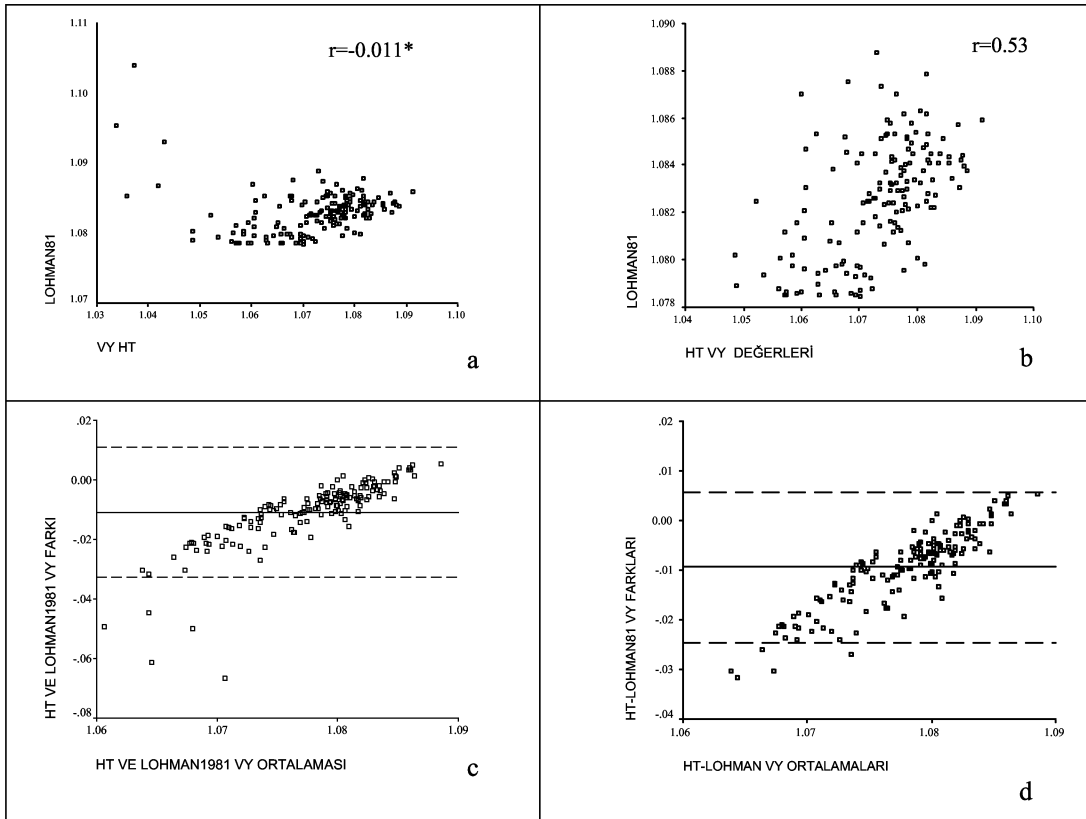 1.11
1.10
1.09
1.08
1.07
LOHMAN81
r=-0.011*
1.03 1.04 1.05 1.06 1.07 1.08 1.09 1.10
VY HT
a
1.090
1.088
1.086
1.084
1.082
1.080
1.078
LOHMAN81
r=0.53
1.04 1.05 1.06 1.07 1.08 1.09 1.10
HT VY DEĞERLERİ
b
.02
0.00
-.02
-.04
-.06
-.08
HT VE LOHMAN1981 VY FARKI
1.06 1.07 1.08 1.09
HT VE LOHMAN1981 VY ORTALAMASI
c
.02
.01
0.00
-.01
-.02
-.03
-.04
HT-LOHMAN81 VY FARKLARI
1.06 1.07 1.08 1.09
HT-LOHMAN VY ORTALAMALARI
d